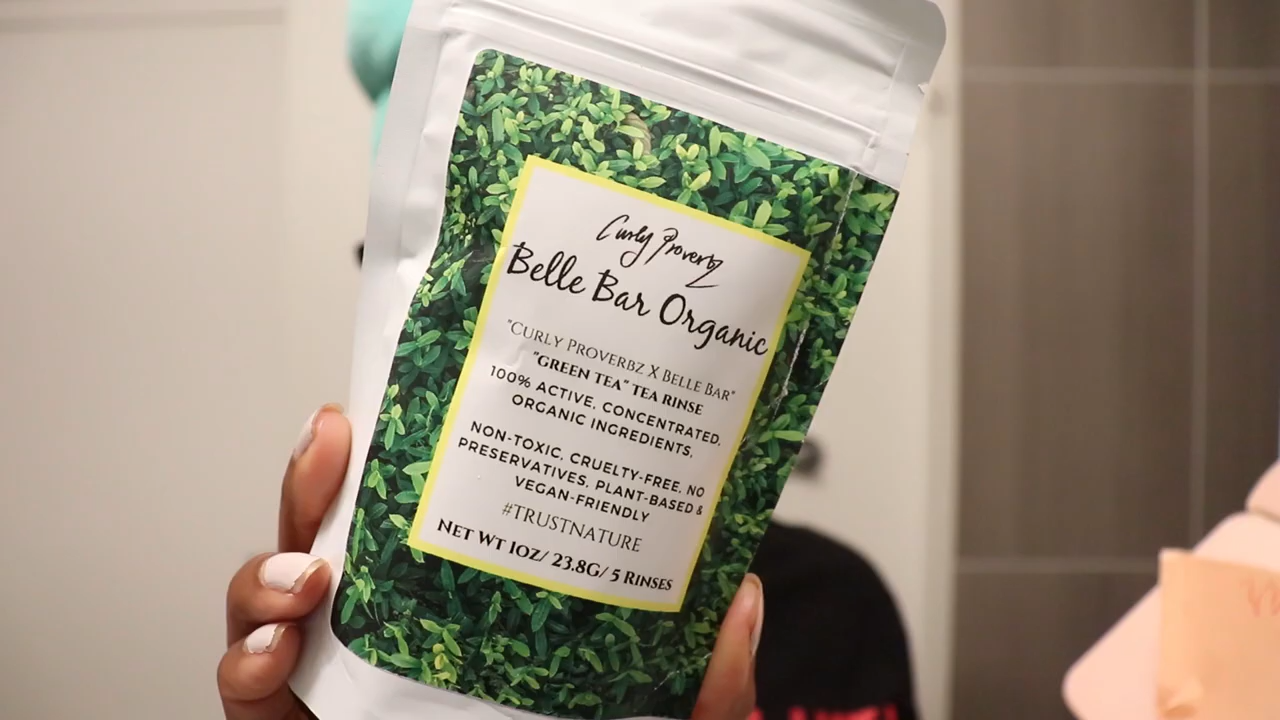 Curly Proverbz
Belle Bar Organic
"CURLY PROVERBZ X BELLE BAR"
"GREEN TEA" TEA RINSE
100% ACTIVE, CONCENTRATED,
ORGANIC INGREDIENTS,
NON-TOXIC, CRUELTY-FREE, NO
PRESERVATIVES, PLANT-BASED &
VEGAN-FRIENDLY
#TRUSTNATURE
NET WT 1OZ/ 23.8G/ 5 RINSES